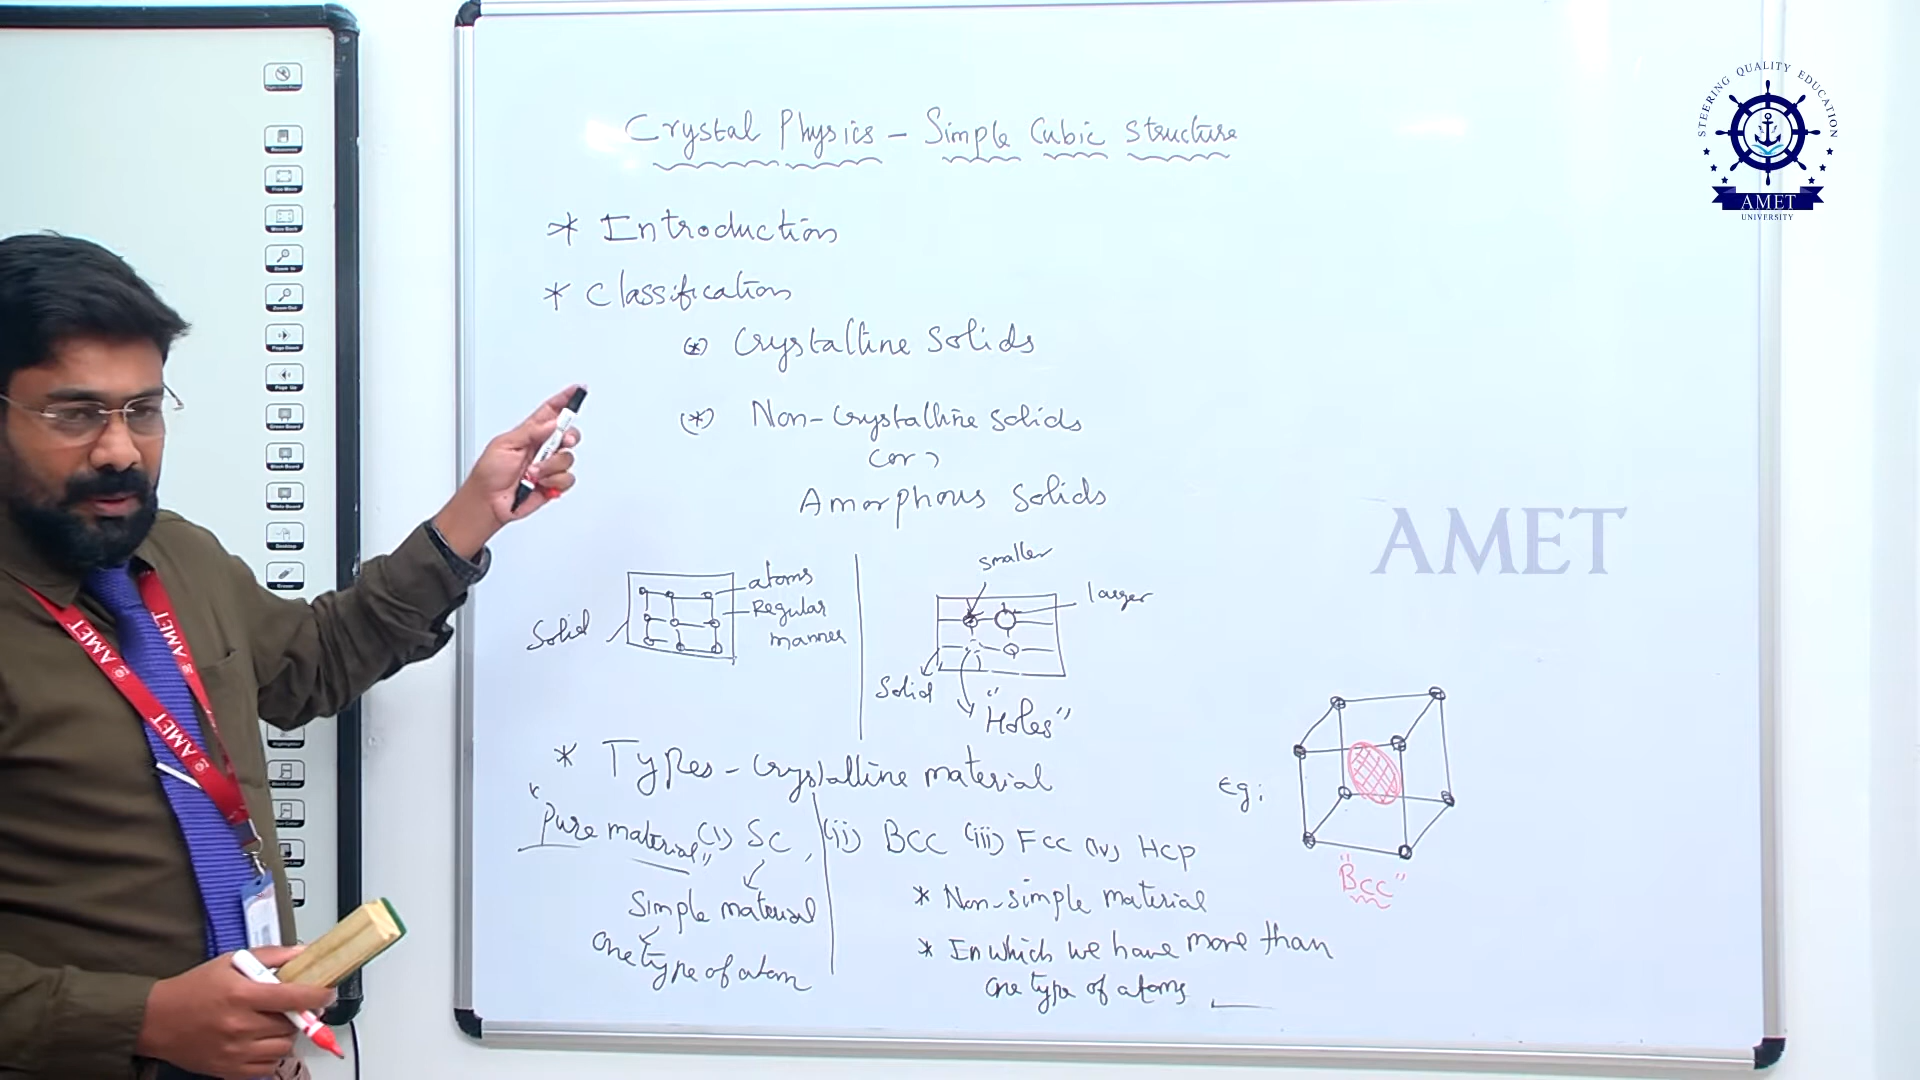 Crystal Physics - Simple Cubic Structure
* Introduction
* Classification
(*) Crystalline Solids
(*) Non-Crystalline Solids
(or)
Amorphous Solids
Solid
atoms
Regular
manner
smaller
larger
Solid
"Holes"
* Types - Crystalline material
"Pure material"
(i) SC, (ii) BCC (iii) FCC (iv) HCP
Simple material
One type of atom
* Non-simple material
* In which we have more than
one type of atoms
Eg:
"BCC"
STEERING QUALITY EDUCATION
AMET
UNIVERSITY
AMET
AMET
AMET
AMET